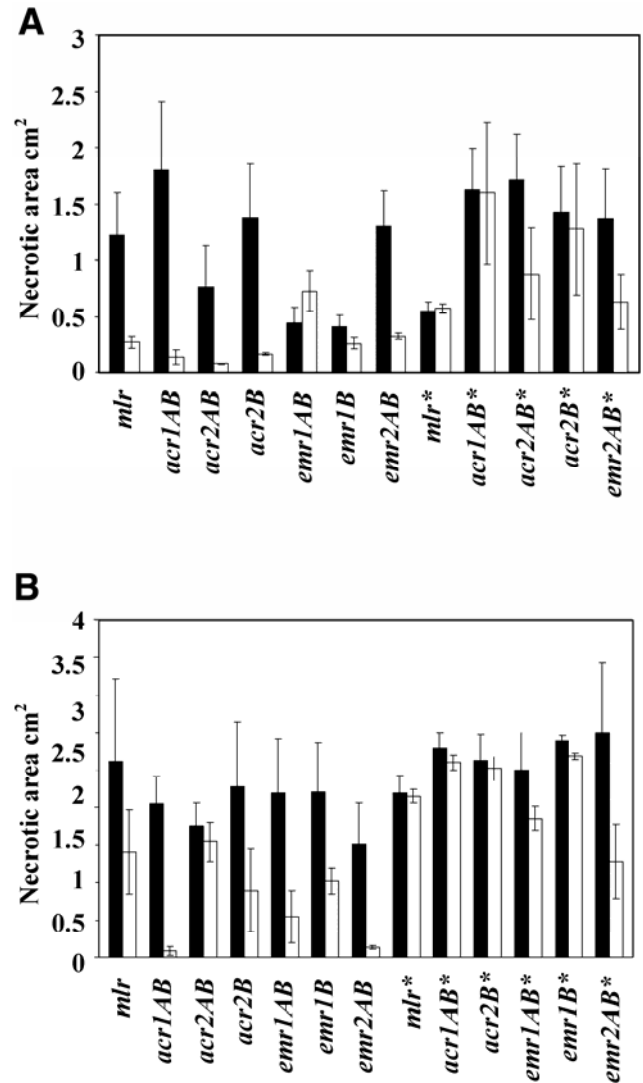 A
Necrotic area cm²
3
2.5
2
1.5
1
0.5
0
mlr
acr1AB
acr2AB
acr2B
emr1AB
emr1B
emr2AB
mlr*
acr1AB*
acr2AB*
acr2B*
emr2AB*
B
Necrotic area cm²
4
3.5
3
2.5
2
1.5
1
0.5
0
mlr
acr1AB
acr2AB
acr2B
emr1AB
emr1B
emr2AB
mlr*
acr1AB*
acr2B*
emr1AB*
emr1B*
emr2AB*